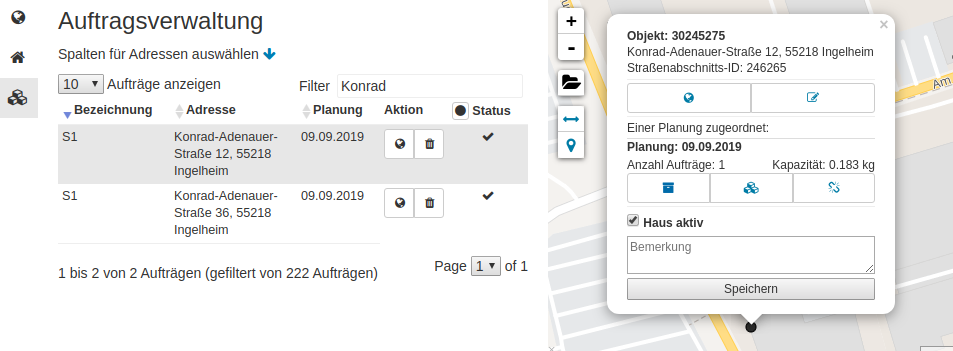 Auftragsverwaltung
Spalten für Adressen auswählen
10 Aufträge anzeigen
Filter Konrad
Bezeichnung Adresse Planung Aktion Status
S1 Konrad-Adenauer- 09.09.2019
Straße 12, 55218
Ingelheim
S1 Konrad-Adenauer- 09.09.2019
Straße 36, 55218
Ingelheim
1 bis 2 von 2 Aufträgen (gefiltert von 222 Aufträgen)
Page 1 of 1
+
-
×
Objekt: 30245275
Konrad-Adenauer-Straße 12, 55218 Ingelheim
Straßenabschnitts-ID: 246265
Einer Planung zugeordnet:
Planung: 09.09.2019
Anzahl Aufträge: 1 Kapazität: 0.183 kg
Haus aktiv
Bemerkung
Speichern
Am